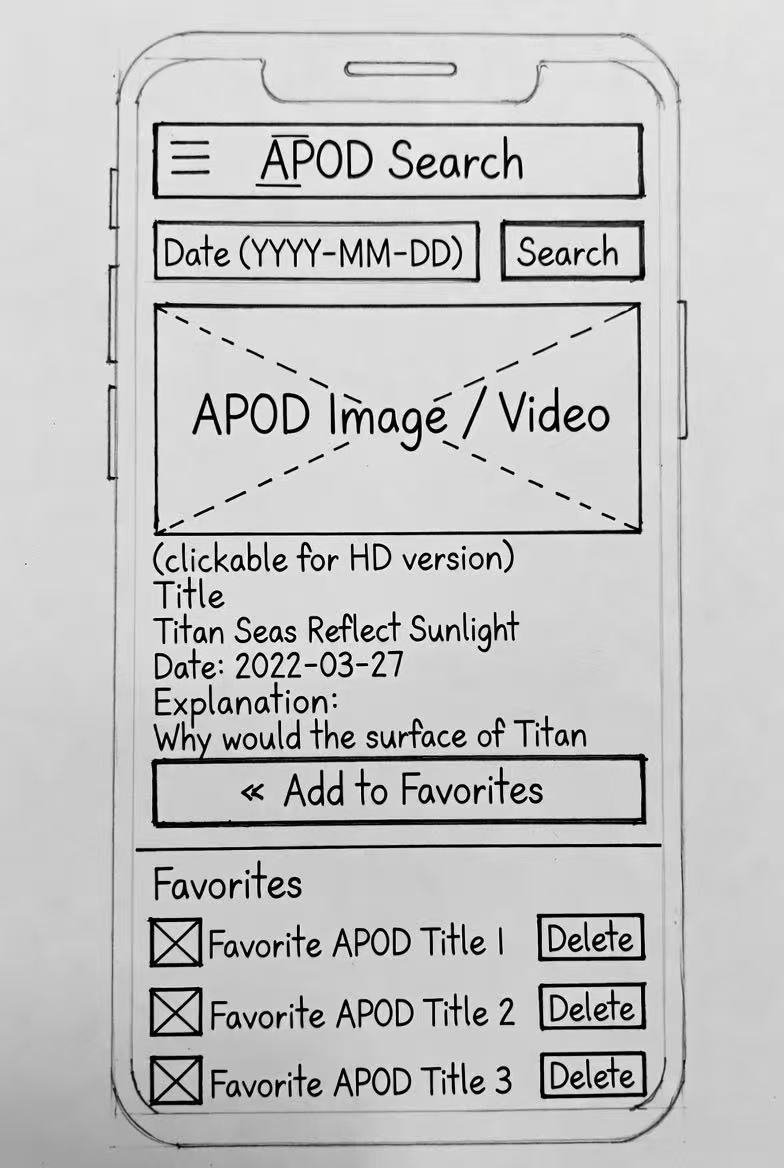 APOD Search
Date (YYYY-MM-DD) Search
APOD Image / Video
(clickable for HD version)
Title
Titan Seas Reflect Sunlight
Date: 2022-03-27
Explanation:
Why would the surface of Titan
« Add to Favorites
Favorites
Favorite APOD Title 1 Delete
Favorite APOD Title 2 Delete
Favorite APOD Title 3 Delete